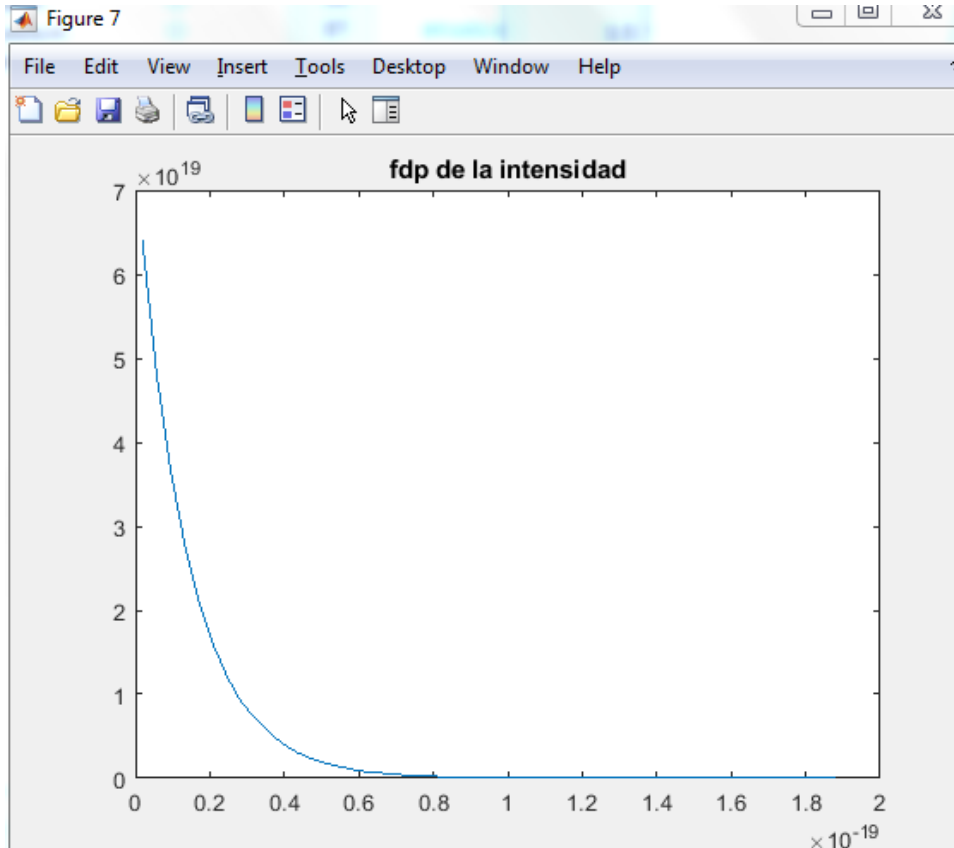 Figure 7
File Edit View Insert Tools Desktop Window Help
×10^19
fdp de la intensidad
7
6
5
4
3
2
1
0
0 0.2 0.4 0.6 0.8 1 1.2 1.4 1.6 1.8 2
×10^-19